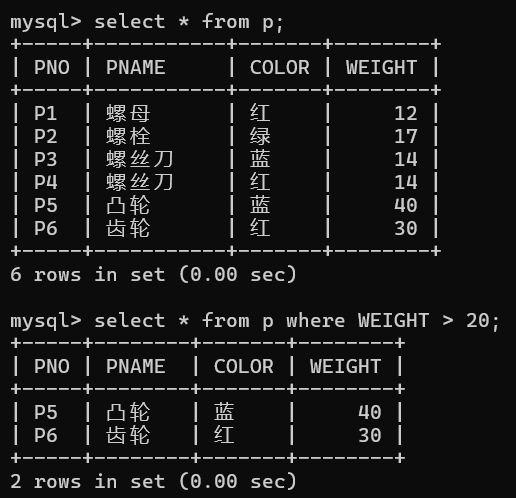 mysql> select * from p;
+-----+-----------+-------+--------+
| PNO | PNAME     | COLOR | WEIGHT |
+-----+-----------+-------+--------+
| P1  | 螺母      | 红    |     12 |
| P2  | 螺栓      | 绿    |     17 |
| P3  | 螺丝刀    | 蓝    |     14 |
| P4  | 螺丝刀    | 红    |     14 |
| P5  | 凸轮      | 蓝    |     40 |
| P6  | 齿轮      | 红    |     30 |
+-----+-----------+-------+--------+
6 rows in set (0.00 sec)
mysql> select * from p where WEIGHT > 20;
+-----+--------+-------+--------+
| PNO | PNAME  | COLOR | WEIGHT |
+-----+--------+-------+--------+
| P5  | 凸轮   | 蓝    |     40 |
| P6  | 齿轮   | 红    |     30 |
+-----+--------+-------+--------+
2 rows in set (0.00 sec)